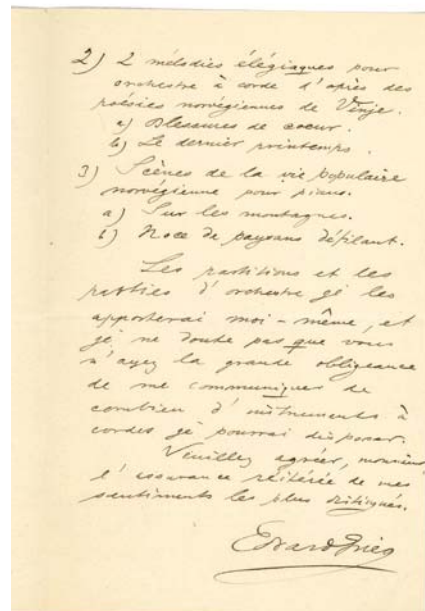 2) 2 mélodies élégiaques pour
orchestre à corde d'après des
poésies norvégiennes de Vinje.
a) Blessures de coeur.
b) Le dernier printemps.
3) Scènes de la vie populaire
norvégienne pour piano.
a) Sur les montagnes.
b) Noce de paysans défilant.
Les partitions et les
parties d'orchestre je les
apporterai moi-même, et
je ne doute pas que vous
n'ayez la grande obligeance
de me communiquer de
combien d'instruments à
cordes je pourrai disposer.
Veuillez agréer, monsieur
l'assurance réitérée de mes
sentiments les plus distingués.
Edvard Grieg